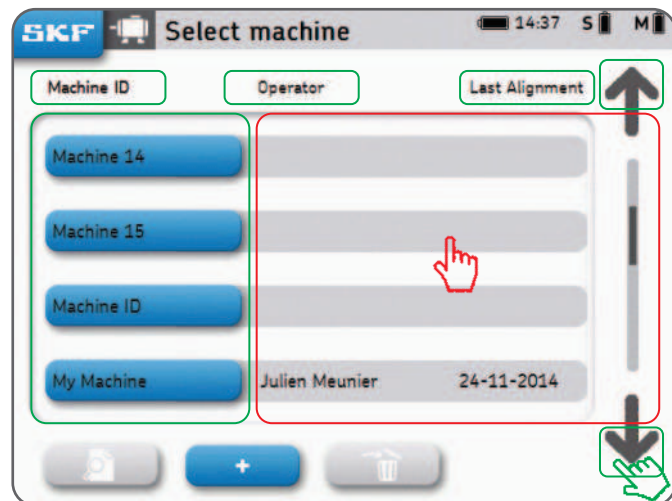 SKF Select machine 14:37 S M
Machine ID Operator Last Alignment
Machine 14
Machine 15
Machine ID
My Machine Julien Meunier 24-11-2014
+